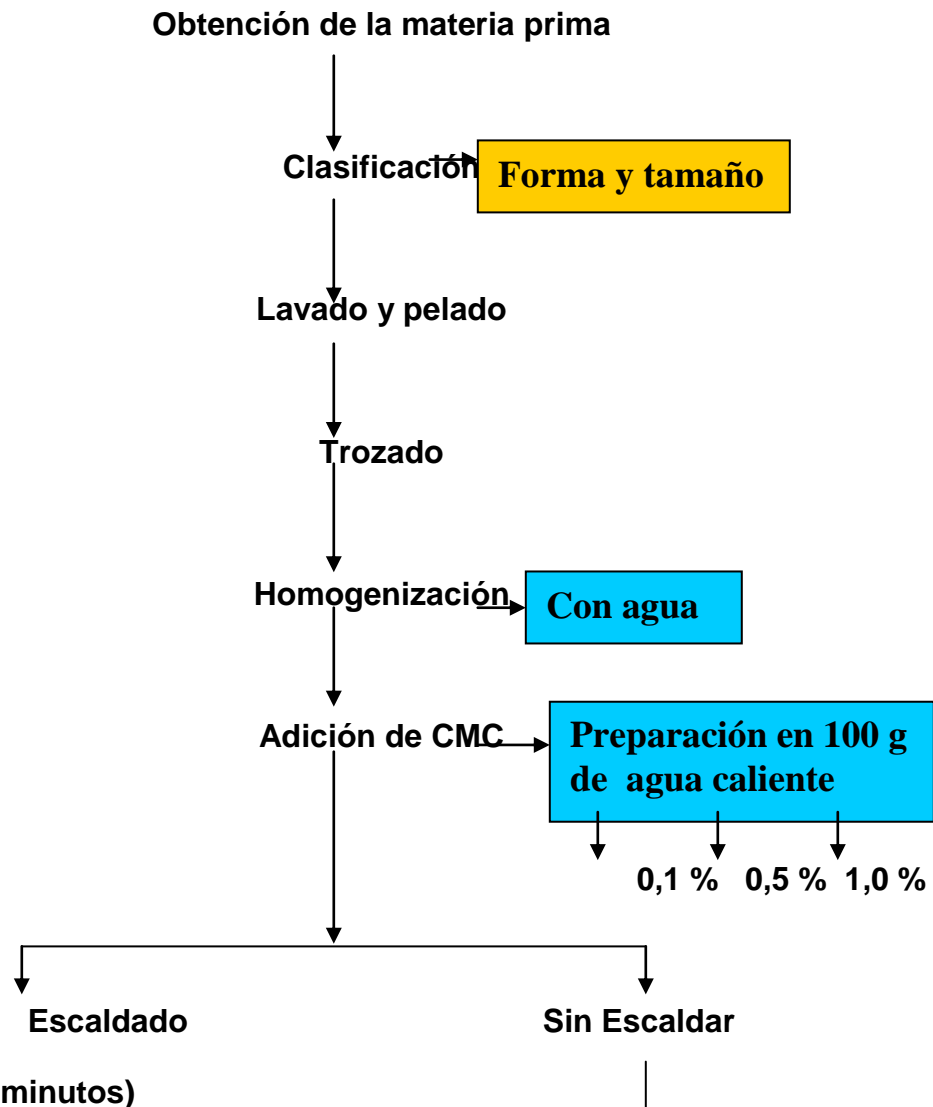 Obtención de la materia prima
Clasificación
Forma y tamaño
Lavado y pelado
Trozado
Homogenización
Con agua
Adición de CMC
Preparación en 100 g
de agua caliente
0,1 % 0,5 % 1,0 %
Escaldado
Sin Escaldar
minutos)